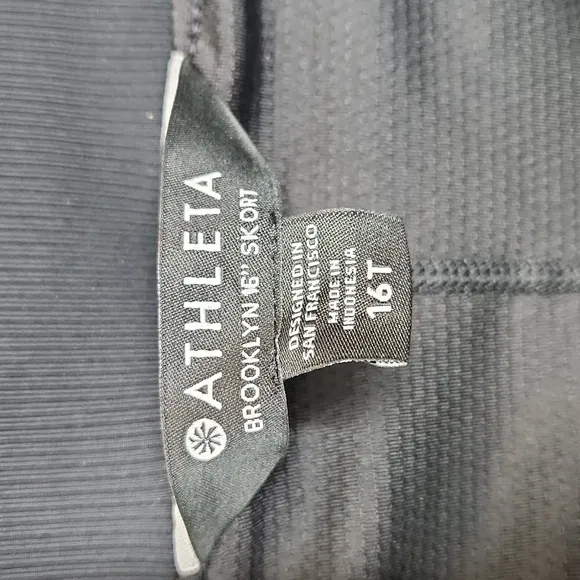 ATHLETA
BROOKLYN 16" SKORT
DESIGNED IN
SAN FRANCISCO
MADE IN
INDONESIA
16T